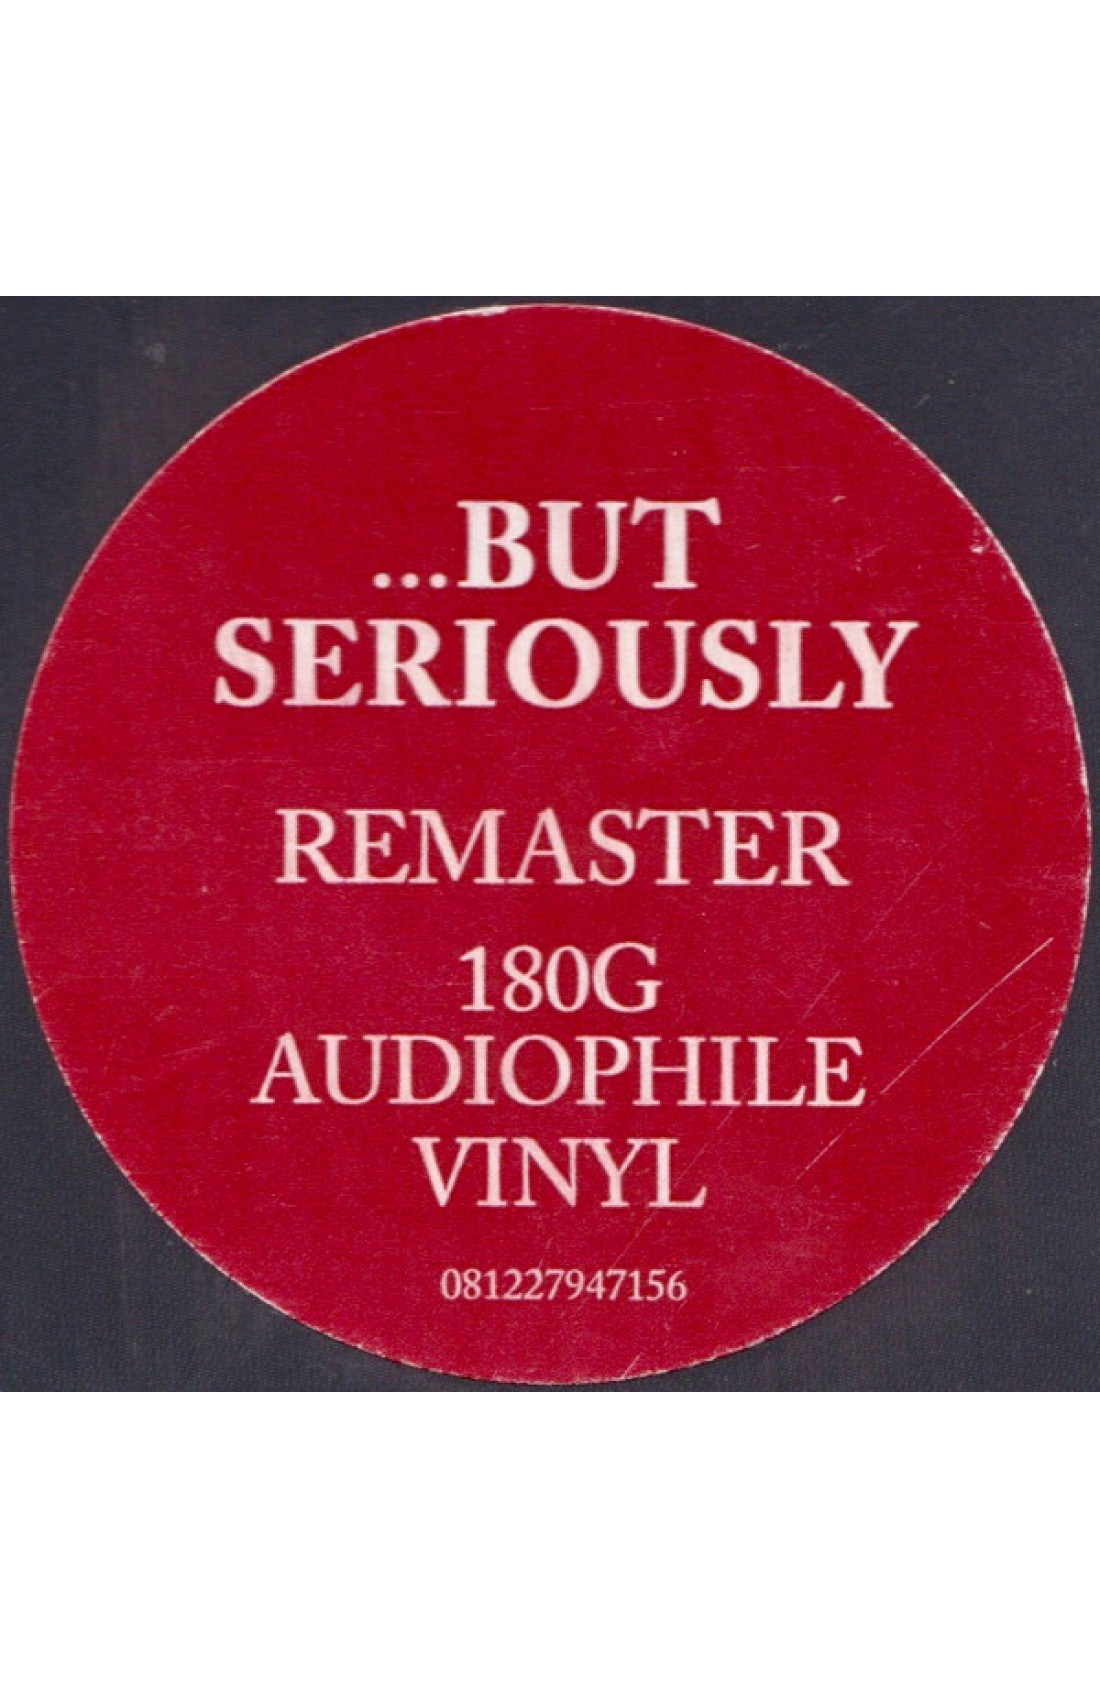 ...BUT
SERIOUSLY
REMASTER
180G
AUDIOPHILE
VINYL
081227947156